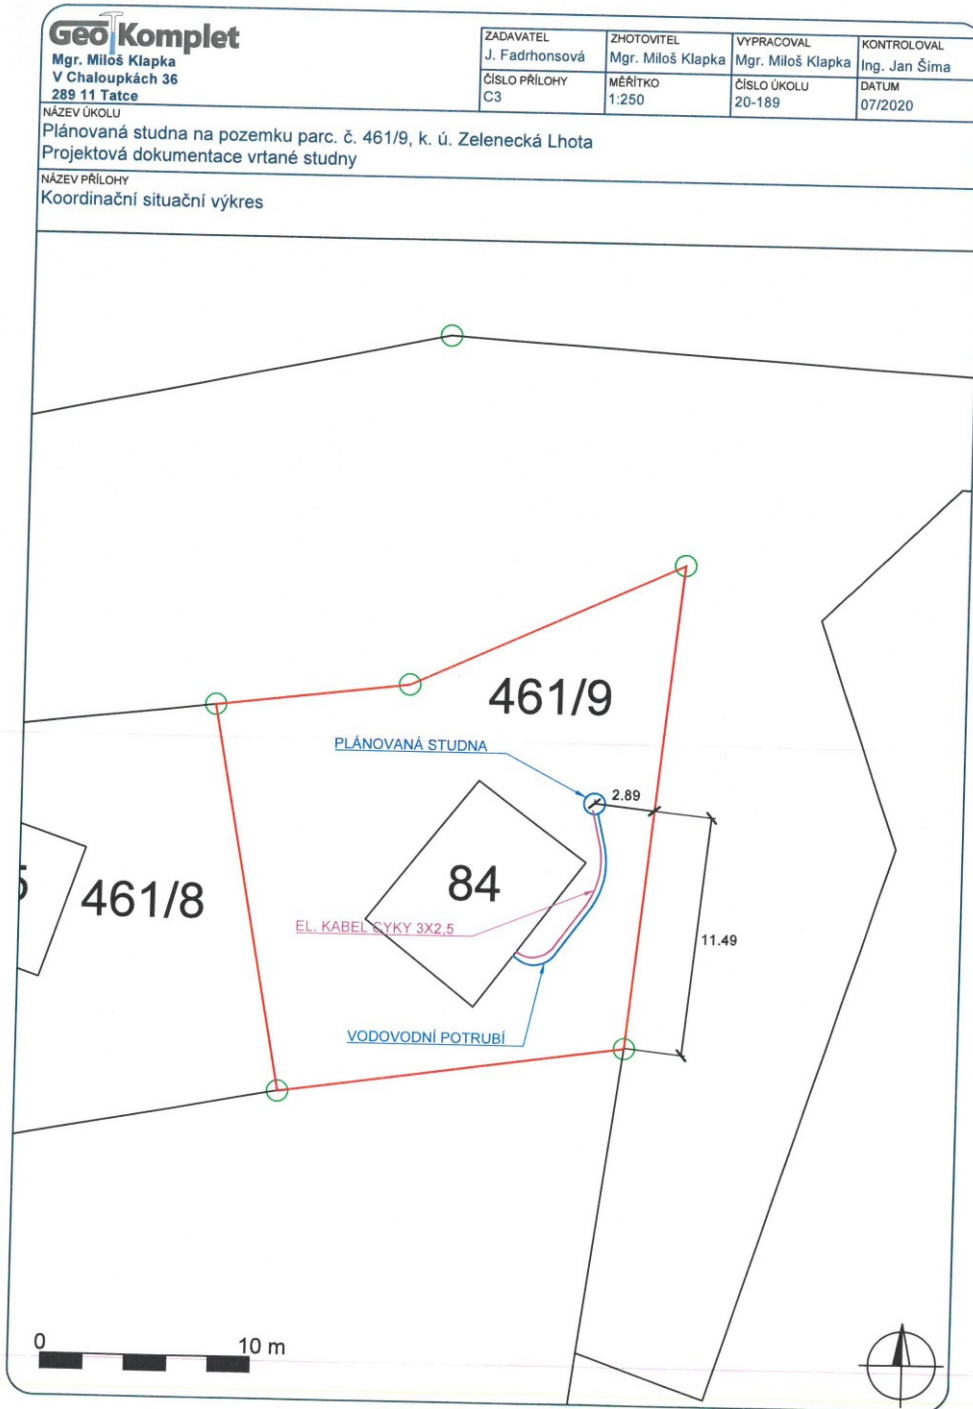 Geo Komplet
Mgr. Miloš Klapka
V Chaloupkách 36
289 11 Tatce
ZADAVATEL
J. Fadrhonsová
ZHOTOVITEL
Mgr. Miloš Klapka
VYPRACOVAL
Mgr. Miloš Klapka
KONTROLOVAL
Ing. Jan Šíma
ČÍSLO PŘÍLOHY
C3
MĚŘÍTKO
1:250
ČÍSLO ÚKOLU
20-189
DATUM
07/2020
NÁZEV ÚKOLU
Plánovaná studna na pozemku parc. č. 461/9, k. ú. Zelenecká Lhota
Projektová dokumentace vrtané studny
NÁZEV PŘÍLOHY
Koordinační situační výkres
461/9
PLÁNOVANÁ STUDNA
2.89
84
461/8
EL. KABEL CYKY 3X2,5
11.49
VODOVODNÍ POTRUBÍ
0
10 m